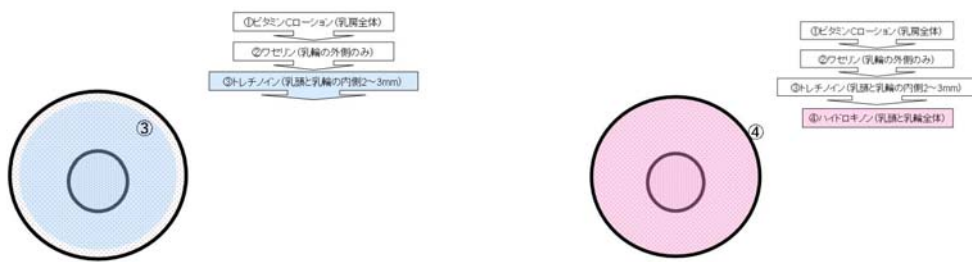 ①ビタミンCローション(乳房全体)
②ワセリン(乳輪の外側のみ)
③トレチノイン(乳頭と乳輪の内側2～3mm)
③
①ビタミンCローション(乳房全体)
②ワセリン(乳輪の外側のみ)
③トレチノイン(乳頭と乳輪の内側2～3mm)
④ハイドロキノン(乳頭と乳輪全体)
④